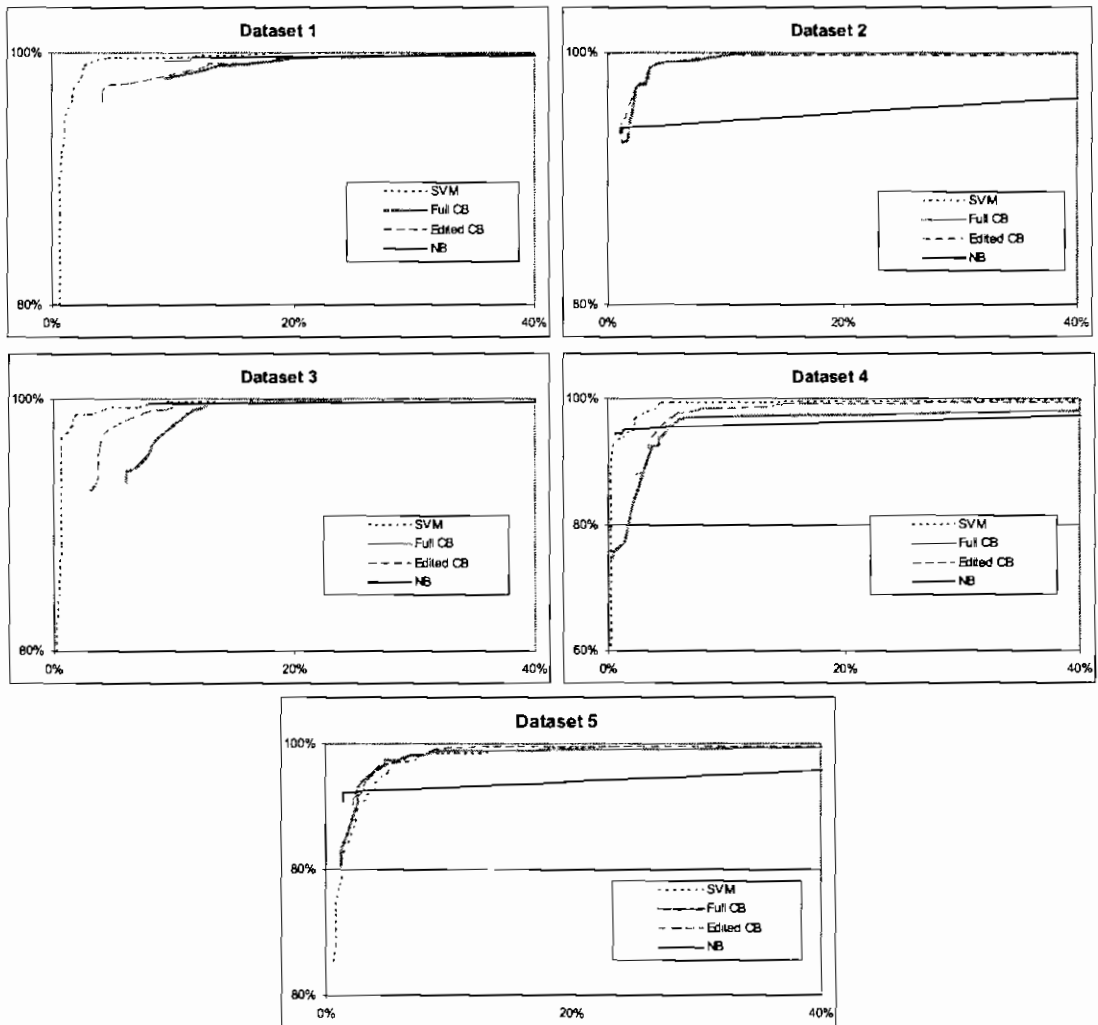 Dataset 1
100%
80%
0%
20%
40%
SVM
Full CB
Edited CB
NB
Dataset 2
100%
80%
0%
20%
40%
SVM
Full CB
Edited CB
NB
Dataset 3
100%
80%
0%
20%
40%
SVM
Full CB
Edited CB
NB
Dataset 4
100%
80%
60%
0%
20%
40%
SVM
Full CB
Edited CB
NB
Dataset 5
100%
80%
80%
0%
20%
40%
SVM
Full CB
Edited CB
NB